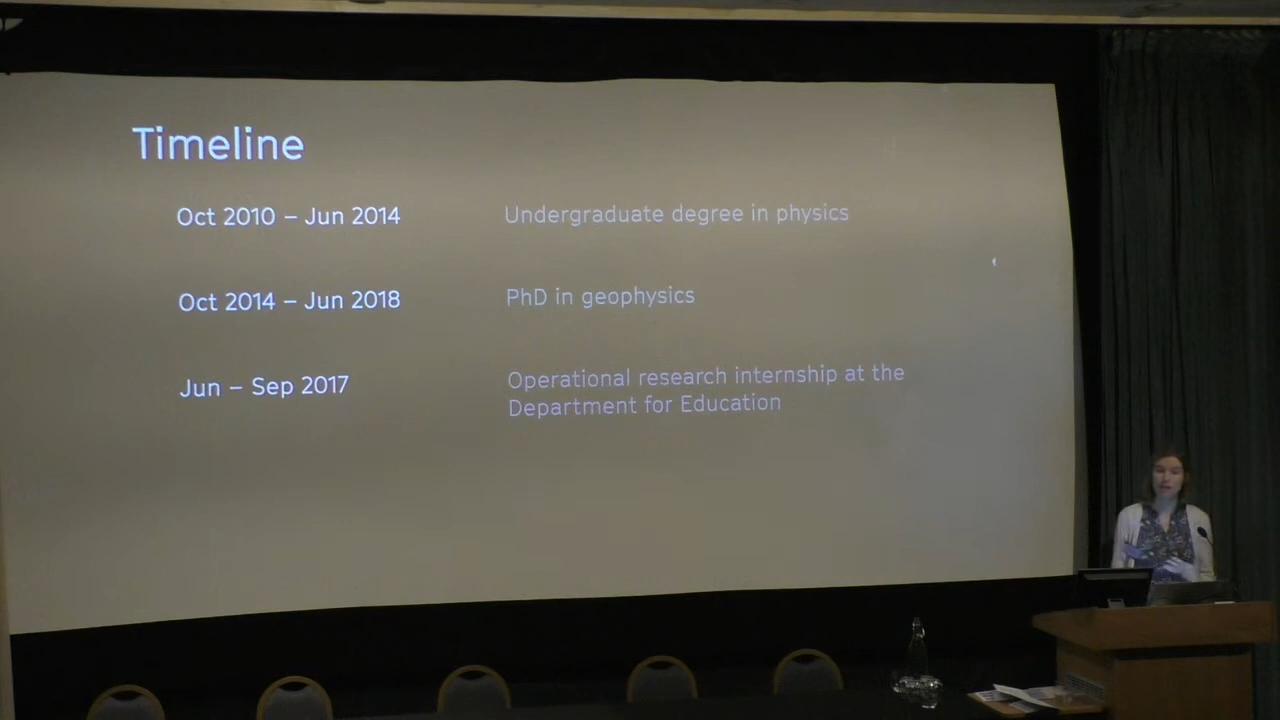 Timeline
Oct 2010 – Jun 2014
Undergraduate degree in physics
Oct 2014 – Jun 2018
PhD in geophysics
Jun – Sep 2017
Operational research internship at the
Department for Education